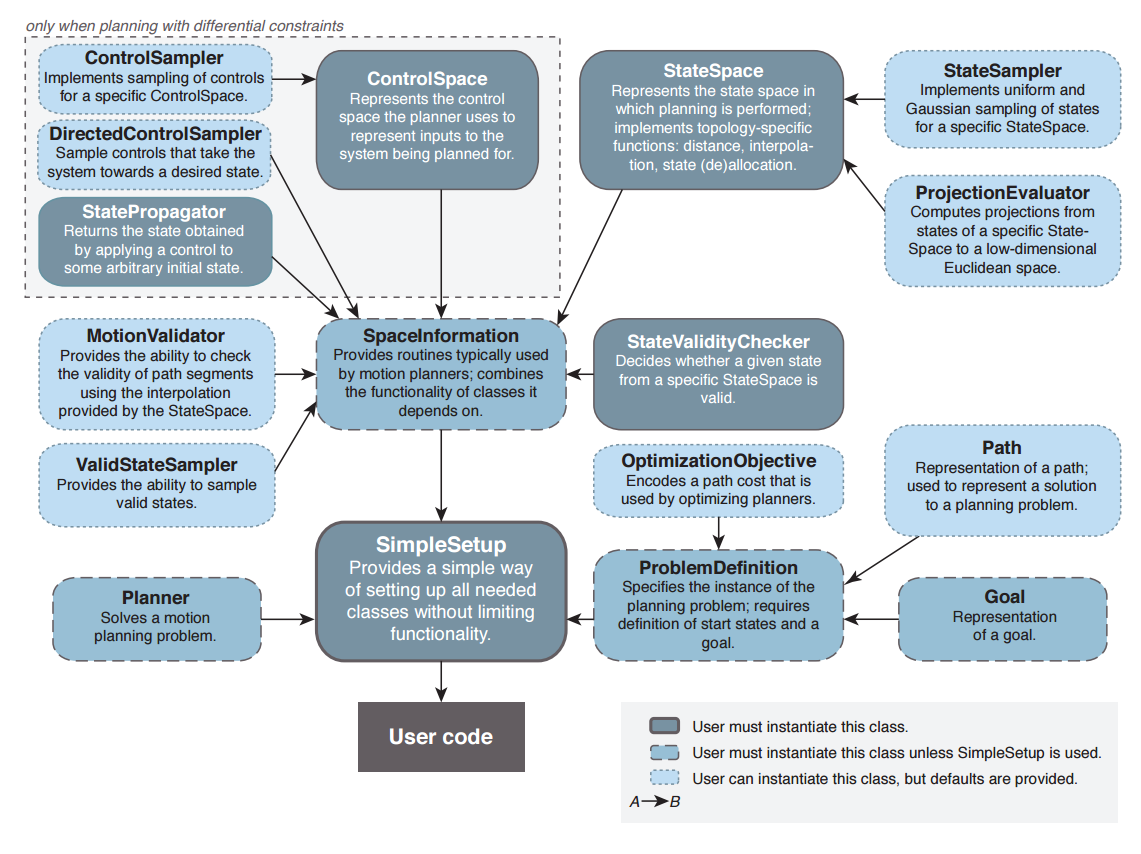 only when planning with differential constraints
ControlSampler
Implements sampling of controls
for a specific ControlSpace.
DirectedControlSampler
Sample controls that take the
system towards a desired state.
StatePropagator
Returns the state obtained
by applying a control to
some arbitrary initial state.
ControlSpace
Represents the control
space the planner uses to
represent inputs to the
system being planned for.
StateSpace
Represents the state space in
which planning is performed;
implements topology-specific
functions: distance, interpola-
tion, state (de)allocation.
StateSampler
Implements uniform and
Gaussian sampling of states
for a specific StateSpace.
ProjectionEvaluator
Computes projections from
states of a specific State-
Space to a low-dimensional
Euclidean space.
MotionValidator
Provides the ability to check
the validity of path segments
using the interpolation
provided by the StateSpace.
SpaceInformation
Provides routines typically used
by motion planners; combines
the functionality of classes it
depends on.
StateValidityChecker
Decides whether a given state
from a specific StateSpace is
valid.
ValidStateSampler
Provides the ability to sample
valid states.
OptimizationObjective
Encodes a path cost that is
used by optimizing planners.
Path
Representation of a path;
used to represent a solution
to a planning problem.
Planner
Solves a motion
planning problem.
SimpleSetup
Provides a simple way
of setting up all needed
classes without limiting
functionality.
ProblemDefinition
Specifies the instance of the
planning problem; requires
definition of start states and a
goal.
Goal
Representation
of a goal.
User code
User must instantiate this class.
User must instantiate this class unless SimpleSetup is used.
User can instantiate this class, but defaults are provided.
A B